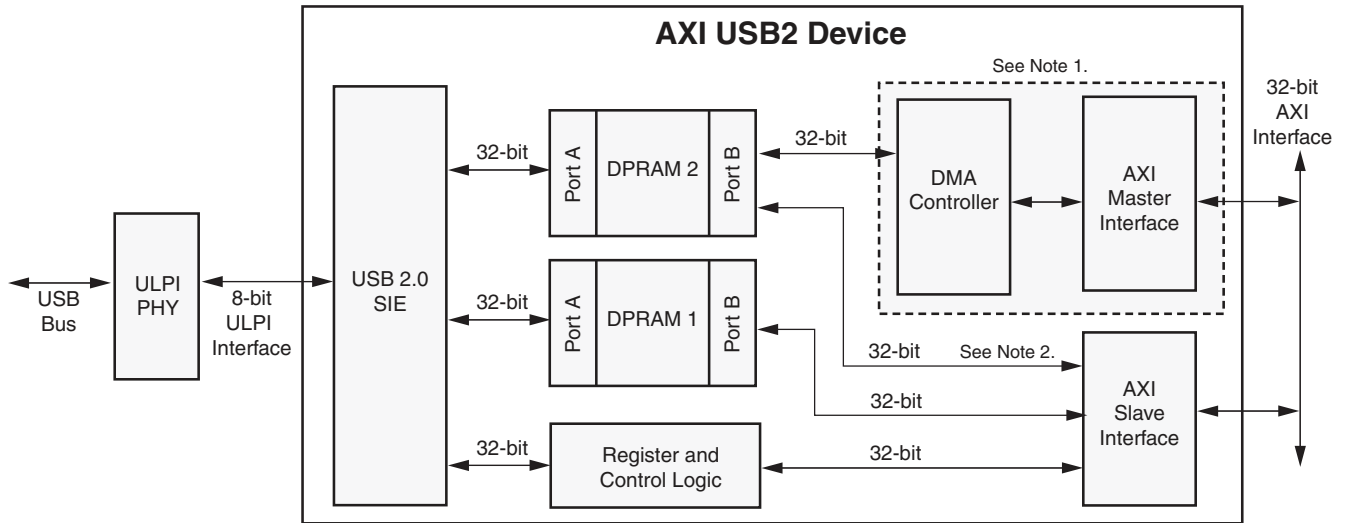 AXI USB2 Device
See Note 1.
32-bit
AXI
Interface
USB
Bus
ULPI
PHY
8-bit
ULPI
Interface
USB 2.0
SIE
32-bit
Port A
DPRAM 2
Port B
32-bit
DMA
Controller
AXI
Master
Interface
32-bit
Port A
DPRAM 1
Port B
32-bit
See Note 2.
32-bit
AXI
Slave
Interface
32-bit
Register and
Control Logic
32-bit